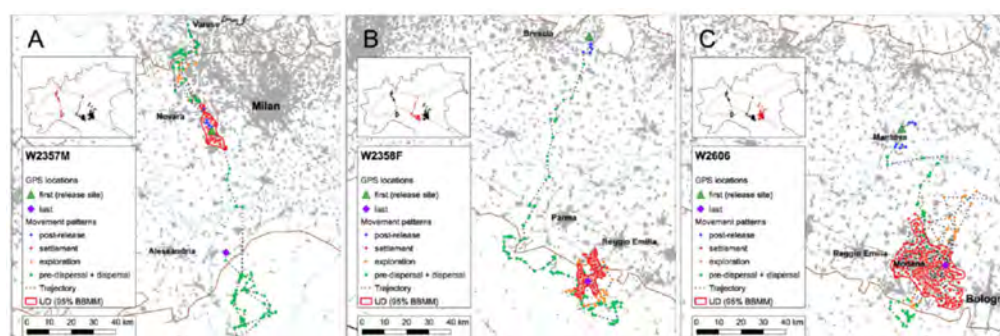 A
Varese
Milan
Novara
W2357M
GPS locations
first (release site)
last
Movement patterns
post-release
settlement
exploration
pre-dispersal + dispersal
Trajectory
UD (95% BBMM)
Alessandria
0 10 20 30 40 km
B
Brescia
W2358F
GPS locations
first (release site)
last
Movement patterns
post-release
settlement
exploration
pre-dispersal + dispersal
Trajectory
UD (95% BBMM)
Parma
Reggio Emilia
0 10 20 30 40 km
C
Mantova
W2606
GPS locations
first (release site)
last
Movement patterns
post-release
settlement
exploration
pre-dispersal + dispersal
Trajectory
UD (95% BBMM)
Reggio Emilia
Modena
Bolog
0 10 20 30 40 km